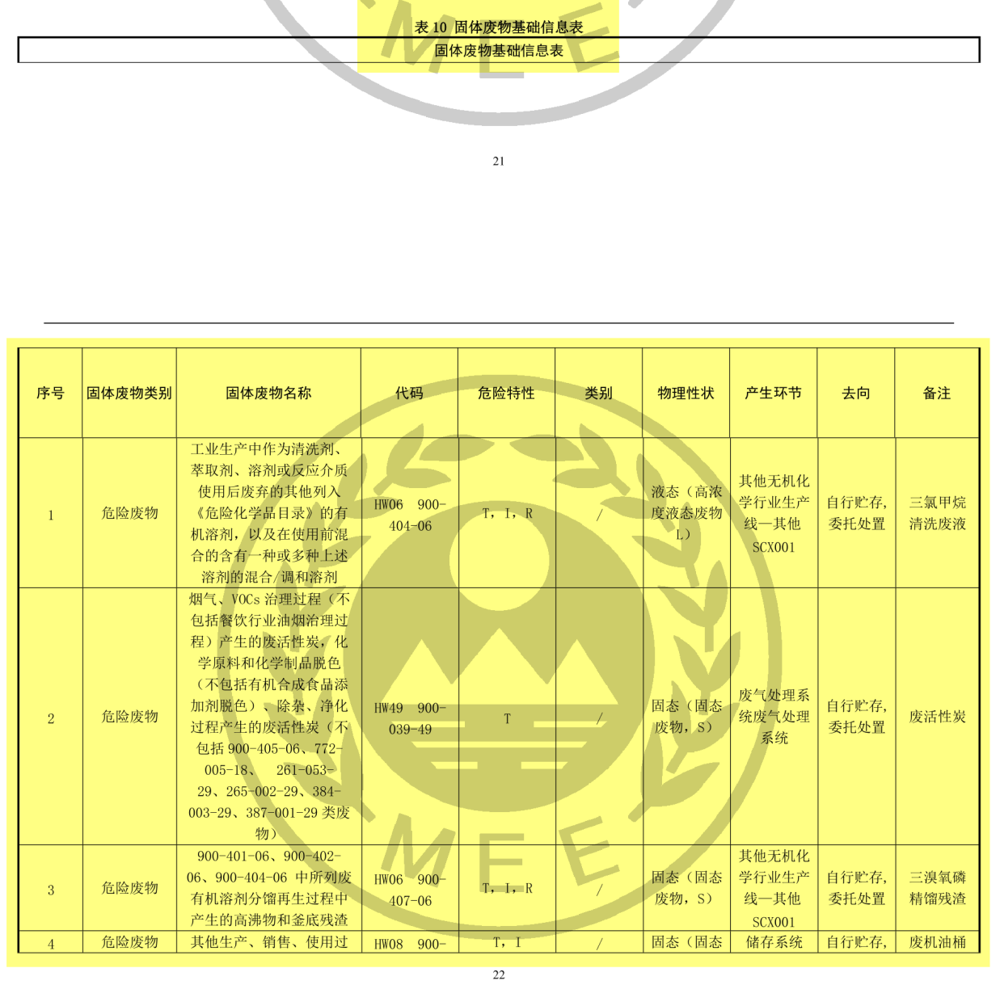 表 10  固体废物基础信息表
固体废物基础信息表
21
序号 固体废物类别 固体废物名称 代码 危险特性 类别 物理性状 产生环节 去向 备注
1 危险废物
工业生产中作为清洗剂、
萃取剂、溶剂或反应介质
使用后废弃的其他列入
《危险化学品目录》的有
机溶剂，以及在使用前混
合的含有一种或多种上述
溶剂的混合/调和溶剂
HW06 900-
404-06
T, I, R
/
液态（高浓
度液态废物
L）
其他无机化
学行业生产
线—其他
SCX001
自行贮存,
委托处置
三氯甲烷
清洗废液
2 危险废物
烟气、VOCs 治理过程（不
包括餐饮行业油烟治理过
程）产生的废活性炭，化
学原料和化学制品脱色
（不包括有机合成食品添
加剂脱色）、除杂、净化
过程产生的废活性炭（不
包括 900-405-06、772-
005-18、 261-053-
29、265-002-29、384-
003-29、387-001-29 类废
物）
HW49 900-
039-49
T
/
固态（固态
废物，S）
废气处理系
统废气处理
系统
自行贮存,
委托处置
废活性炭
3 危险废物
900-401-06、900-402-
06、900-404-06 中所列废
有机溶剂分馏再生过程中
产生的高沸物和釜底残渣
HW06 900-
407-06
T, I, R
/
固态（固态
废物，S）
其他无机化
学行业生产
线—其他
SCX001
自行贮存,
委托处置
三溴氧磷
精馏残渣
4 危险废物 其他生产、销售、使用过 HW08 900- T, I / 固态（固态 储存系统 自行贮存, 废机油桶
MEE
22